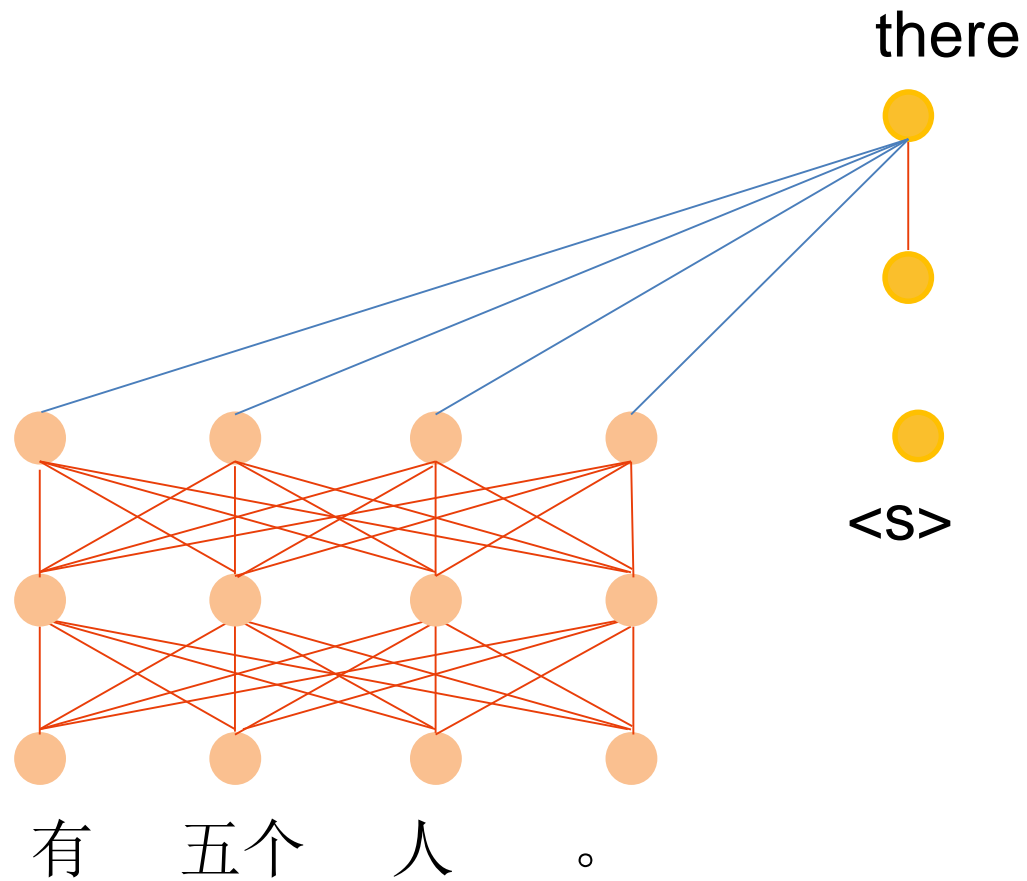 there
<s>
有 五个 人 。